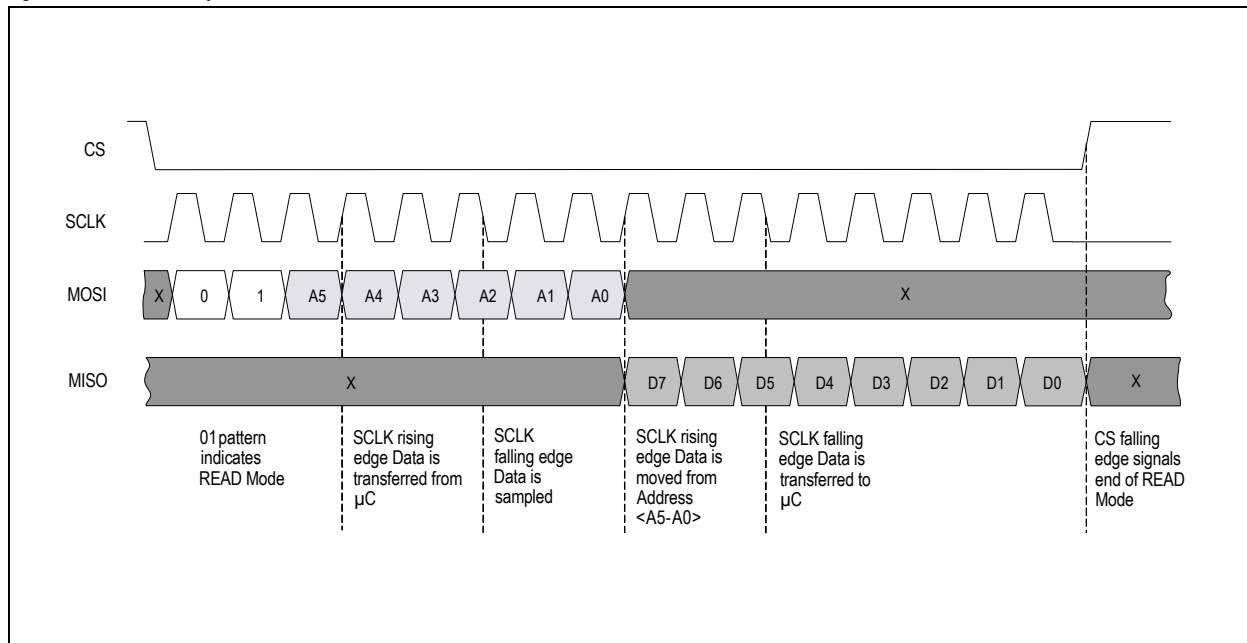 CS
SCLK
MOSI
X 0 1 A5 A4 A3 A2 A1 A0 X
MISO
X D7 D6 D5 D4 D3 D2 D1 D0 X
01 pattern
indicates
READ Mode
SCLK rising
edge Data is
transferred from
µC
SCLK
falling edge
Data is
sampled
SCLK rising
edge Data is
moved from
Address
<A5-A0>
SCLK falling
edge Data is
transferred to
µC
CS falling
edge signals
end of READ
Mode